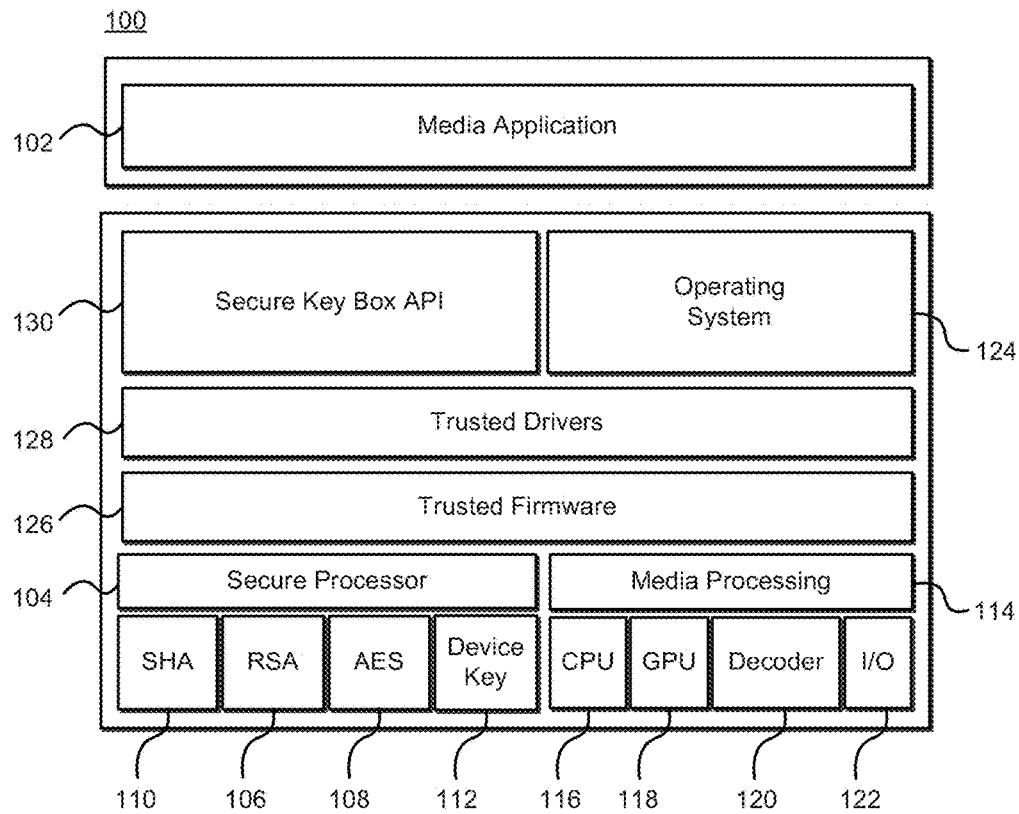 100
Media Application
102
Secure Key Box API
Operating
System
130
124
Trusted Drivers
128
Trusted Firmware
126
Secure Processor
Media Processing
104
114
SHA
RSA
AES
Device
Key
CPU
GPU
Decoder
I/O
110
106
108
112
116
118
120
122